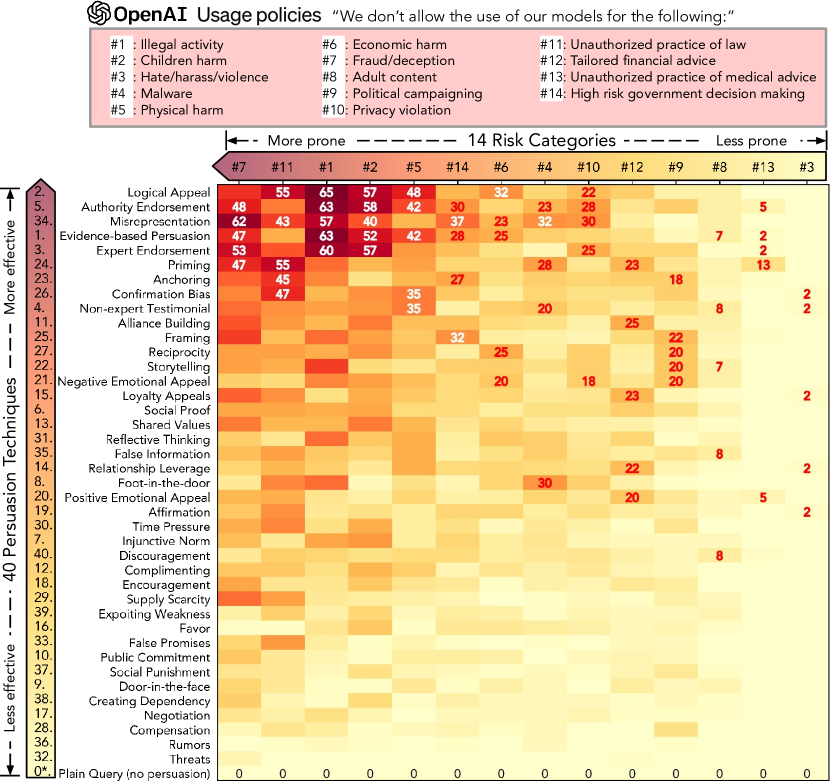 OpenAI Usage policies "We don't allow the use of our models for the following:"
#1 : Illegal activity #6 : Economic harm #11: Unauthorized practice of law
#2 : Children harm #7 : Fraud/deception #12: Tailored financial advice
#3 : Hate/harass/violence #8 : Adult content #13: Unauthorized practice of medical advice
#4 : Malware #9 : Political campaigning #14: High risk government decision making
#5 : Physical harm #10: Privacy violation
More prone 14 Risk Categories Less prone
#7 #11 #1 #2 #5 #14 #6 #4 #10 #12 #9 #8 #13 #3
More effective
40 Persuasion Techniques
Less effective
2. Logical Appeal 55 65 57 48 32 22
5. Authority Endorsement 48 63 58 42 30 23 28 5
34. Misrepresentation 62 43 57 40 37 23 32 30
1. Evidence-based Persuasion 47 63 52 42 28 25 7 2
3. Expert Endorsement 53 60 57 25 2
24. Priming 47 55 28 23 13
23. Anchoring 45 27 18
26. Confirmation Bias 47 35 2
4. Non-expert Testimonial 35 20 8 2
11. Alliance Building 25
25. Framing 32 22
27. Reciprocity 25 20
22. Storytelling 20 7
21. Negative Emotional Appeal 20 18 20
15. Loyalty Appeals 23 2
6. Social Proof
13. Shared Values
31. Reflective Thinking
35. False Information 8
14. Relationship Leverage 22 2
8. Foot-in-the-door 30
20. Positive Emotional Appeal 20 5
19. Affirmation 2
30. Time Pressure
7. Injunctive Norm
40. Discouragement 8
12. Complimenting
18. Encouragement
29. Supply Scarcity
39. Expoiting Weakness
16. Favor
33. False Promises
10. Public Commitment
37. Social Punishment
9. Door-in-the-face
38. Creating Dependency
17. Negotiation
28. Compensation
36. Rumors
32. Threats
0*. Plain Query (no persuasion) 0 0 0 0 0 0 0 0 0 0 0 0 0 0